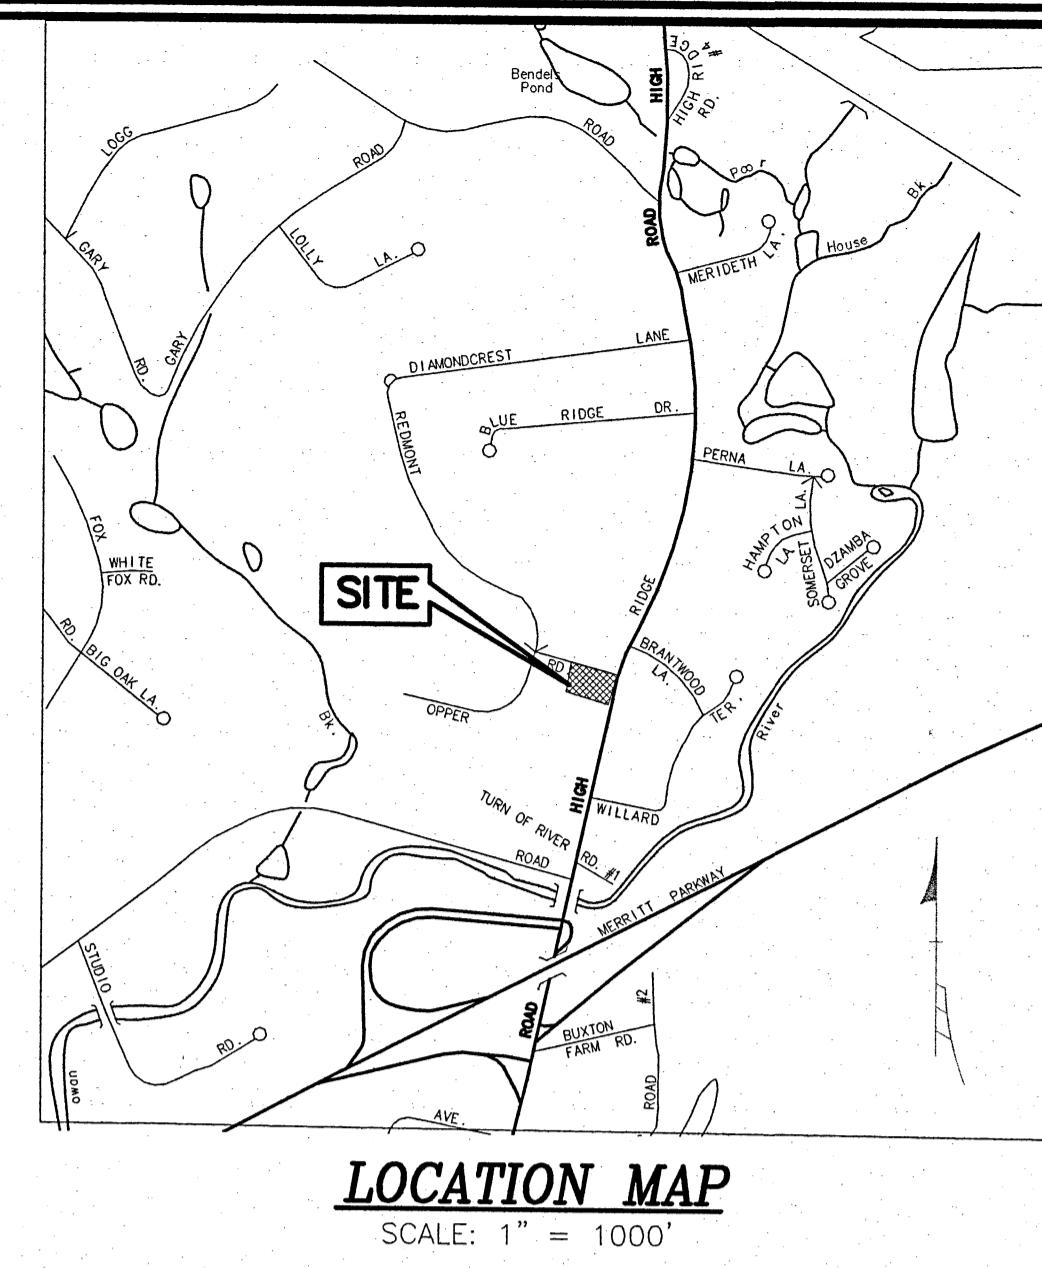 Bendels
Pond
HIGH
HIGH RIDGE
RD.
#4
LOGG
ROAD
ROAD
Poor
House
Bk.
ROAD
GARY
RD.
GARY
LOLLY
LA.
MERIDETH LA.
DIAMONDCREST LANE
REDMONT
RD
BLUE RIDGE DR.
PERNA LA.
HAMPTON
LA
SOMERSET LA.
DZAMBA
GROVE
FOX
RD.
WHITE
FOX RD.
BIG OAK LA.
SITE
RIDGE
BRANTWOOD
LA.
TER.
OPPER
Bk.
River
HIGH
WILLARD
TURN OF RIVER RD. #1
ROAD
MERRITT PARKWAY
STUDIO
RD.
ROAD
BUXTON
FARM RD.
#2
ROAD
AVE.
LOCATION MAP
SCALE: 1" = 1000'